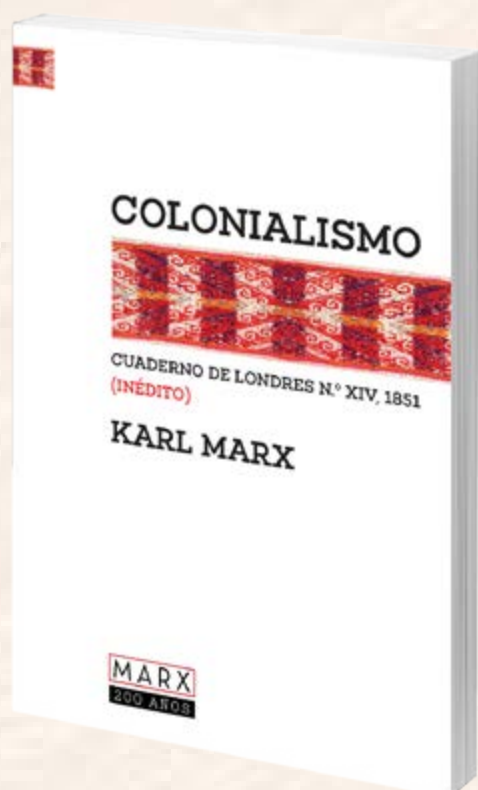 COLONIALISMO
CUADERNO DE LONDRES N.º XIV, 1851
(INÉDITO)
KARL MARX
MARX
200 AÑOS